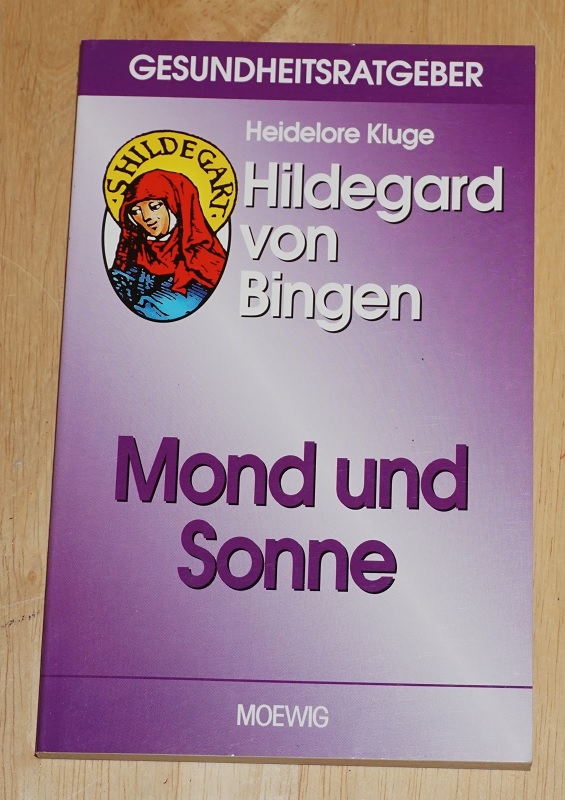 GESUNDHEITSRATGEBER
Heidelore Kluge
S HILDEGART
Hildegard
von
Bingen
Mond und
Sonne
MOEWIG